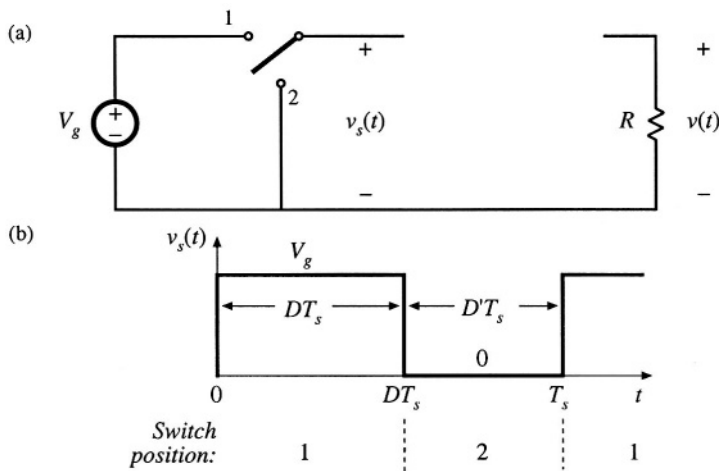 (a)
1
2
V_g
+
−
+
v_s(t)
−
R
+
v(t)
−
(b)
v_s(t)
V_g
DT_s
D'T_s
0
0
DT_s
T_s
t
Switch
position:
1
2
1